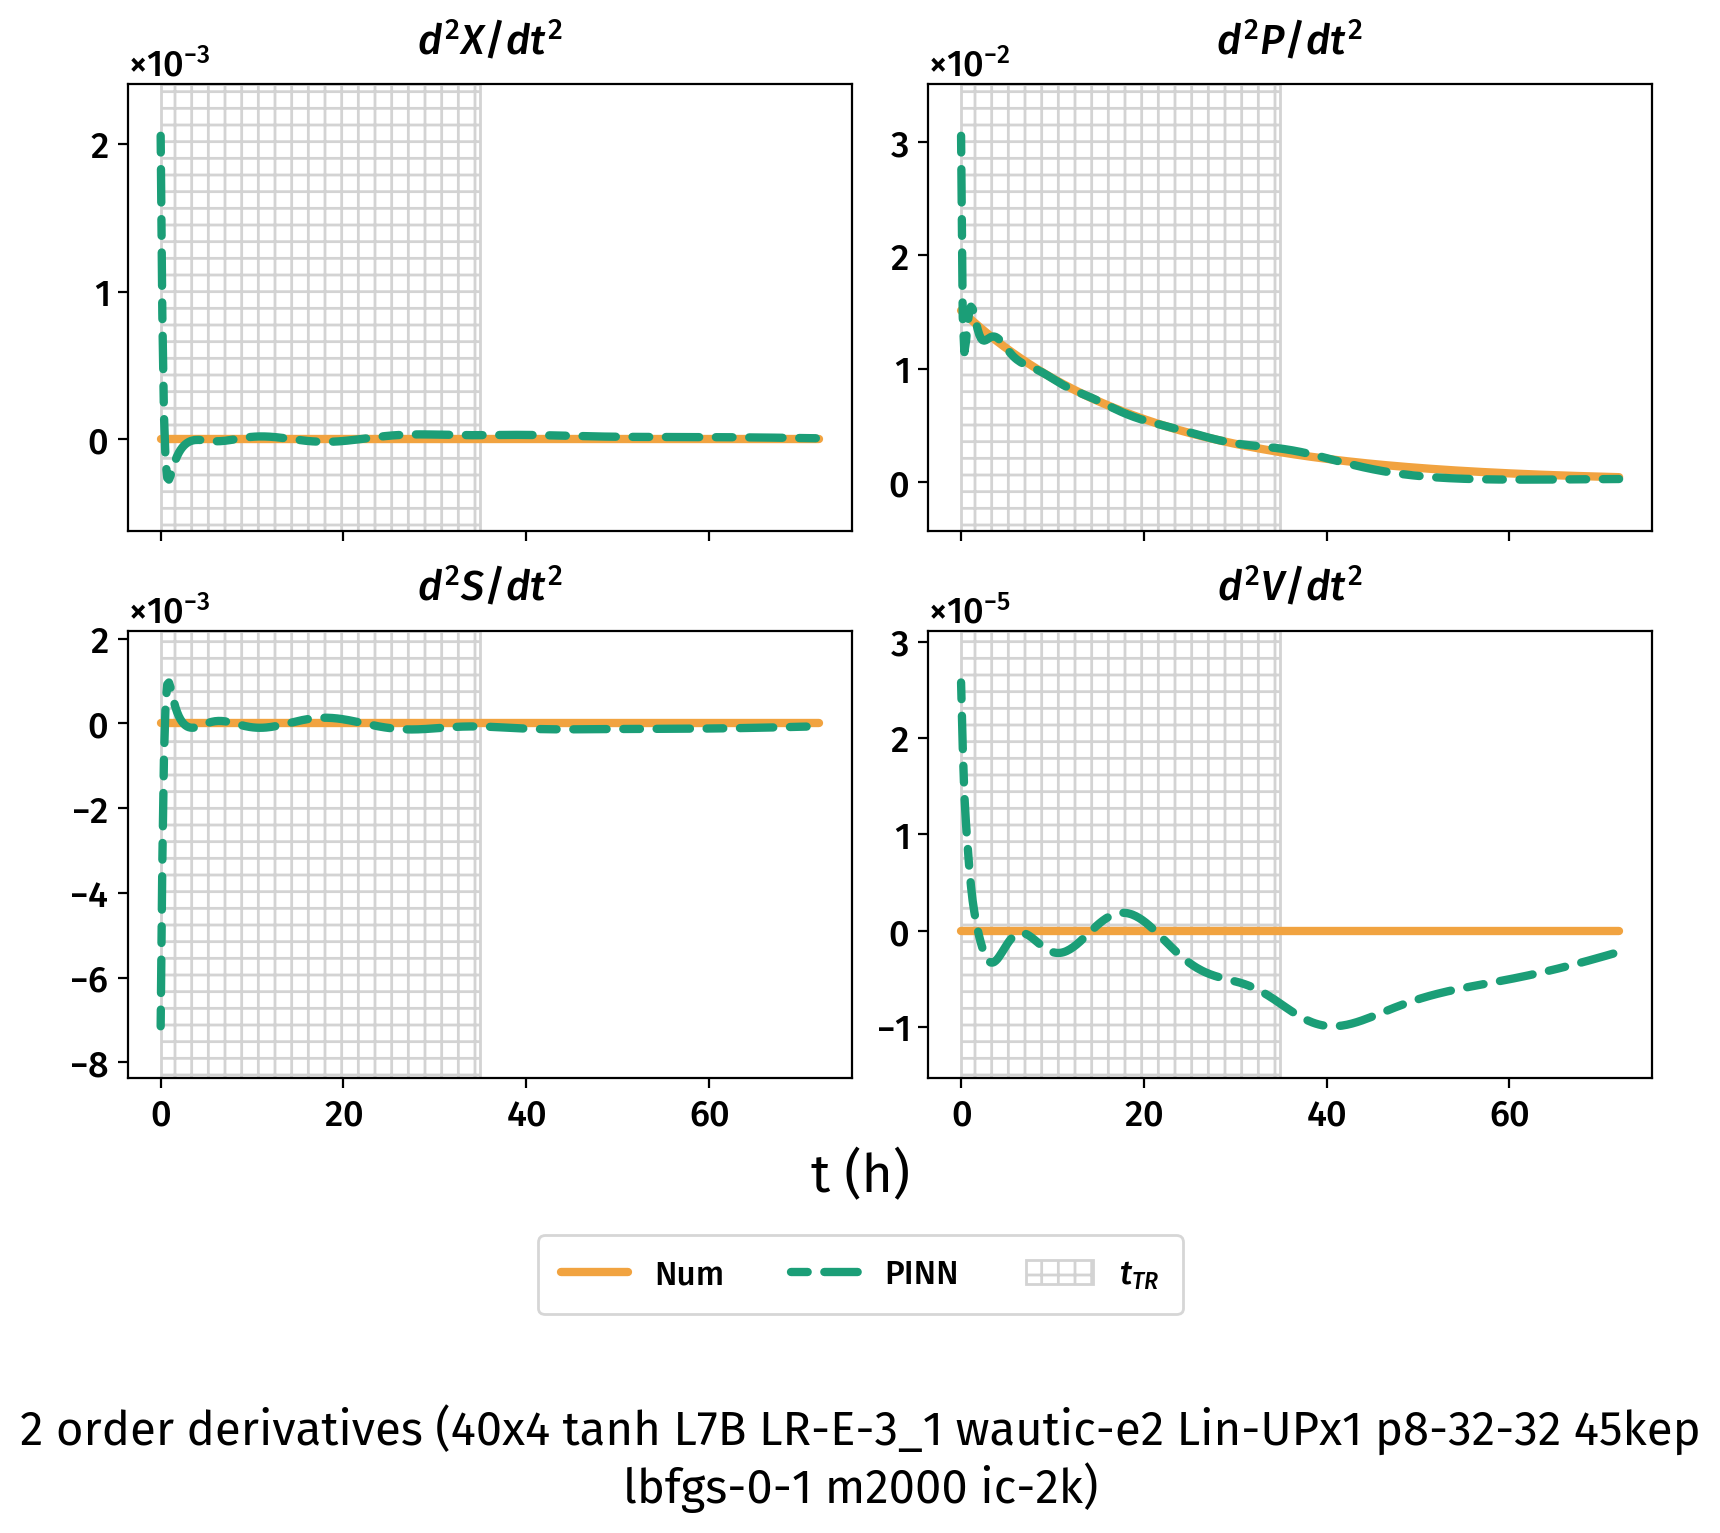 d²X/dt²
×10⁻³
2
1
0
d²P/dt²
×10⁻²
3
2
1
0
d²S/dt²
×10⁻³
2
0
−2
−4
−6
−8
0 20 40 60
d²V/dt²
×10⁻⁵
3
2
1
0
−1
0 20 40 60
t (h)
Num PINN t_TR
2 order derivatives (40x4 tanh L7B LR-E-3_1 wautic-e2 Lin-UPx1 p8-32-32 45kep
lbfgs-0-1 m2000 ic-2k)